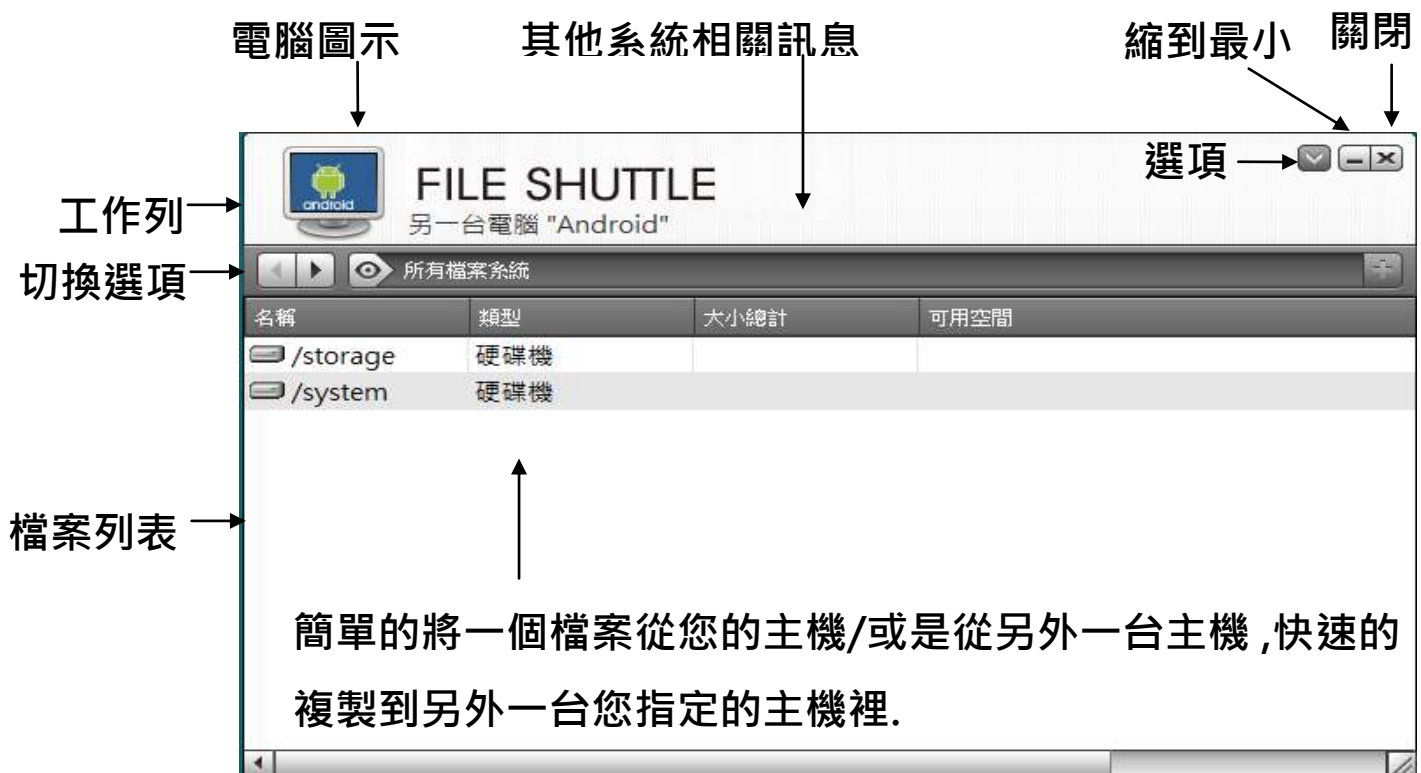 電腦圖示
其他系統相關訊息
縮到最小
關閉
選項
android
FILE SHUTTLE
另一台電腦 "Android"
工作列
切換選項
所有檔案系統
名稱 類型 大小總計 可用空間
/storage 硬碟機
/system 硬碟機
檔案列表
簡單的將一個檔案從您的主機/或是從另外一台主機 ,快速的
複製到另外一台您指定的主機裡.